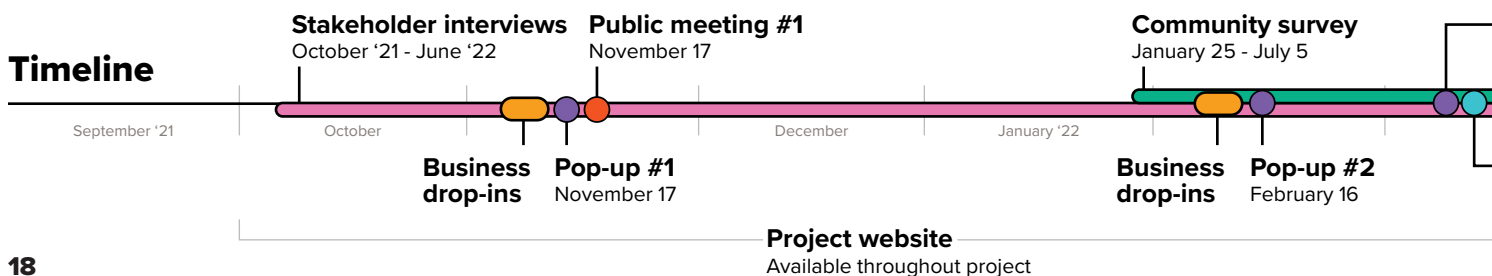 Timeline
Stakeholder interviews
October ‘21 - June ‘22
Public meeting #1
November 17
Community survey
January 25 - July 5
September ‘21
October
December
January ‘22
Business
drop-ins
Pop-up #1
November 17
Business
drop-ins
Pop-up #2
February 16
Project website
Available throughout project
18